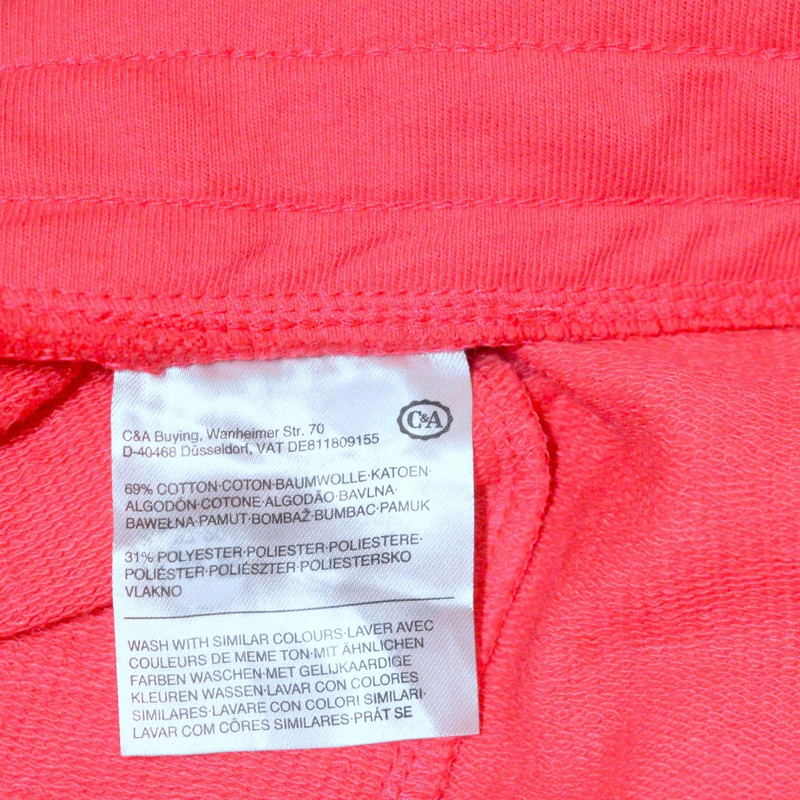 C&A
C&A Buying, Wanheimer Str. 70
D-40468 Düsseldorf, VAT DE811809155
69% COTTON·COTON·BAUMWOLLE·KATOEN·
ALGODÓN·COTONE·ALGODÃO·BAVLNA·
BAWEŁNA·PAMUT·BOMBAŽ·BUMBAC·PAMUK
31% POLYESTER·POLIESTER·POLIESTERE·
POLIÉSTER·POLIÉSZTER·POLIESTERSKO
VLAKNO
WASH WITH SIMILAR COLOURS·LAVER AVEC
COULEURS DE MEME TON·MIT ÄHNLICHEN
FARBEN WASCHEN·MET GELIJKAARDIGE
KLEUREN WASSEN·LAVAR CON COLORES
SIMILARES·LAVARE CON COLORI SIMILARI·
LAVAR COM CÔRES SIMILARES·PRÁT SE